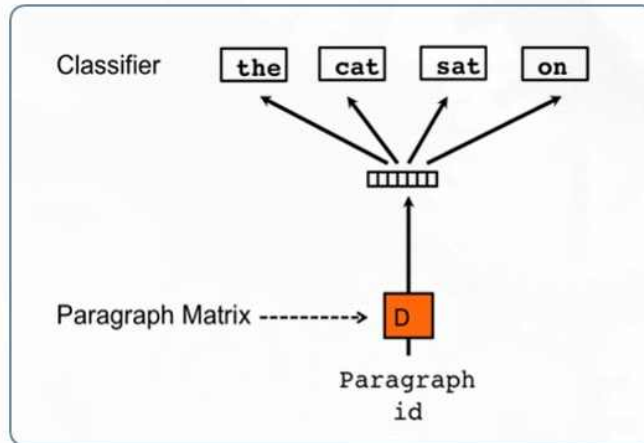 Classifier the cat sat on
Paragraph Matrix D
Paragraph
id